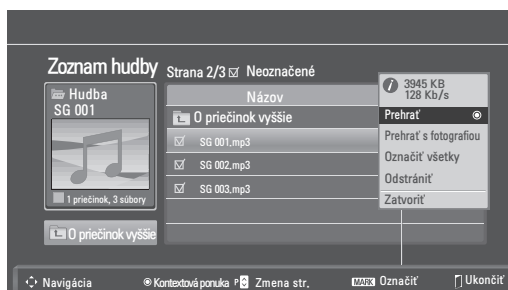 Zoznam hudby
Strana 2/3 Neoznačené
Hudba
SG 001
1 priečinok, 3 súbory
O priečinok vyššie
Názov
O priečinok vyššie
SG 001,mp3
SG 002,mp3
SG 003,mp3
3945 KB
128 Kb/s
Prehrať
Prehrať s fotografiou
Označiť všetky
Odstrániť
Zatvoriť
Navigácia
Kontextová ponuka
P Zmena str.
MARK Označiť
Ukončiť